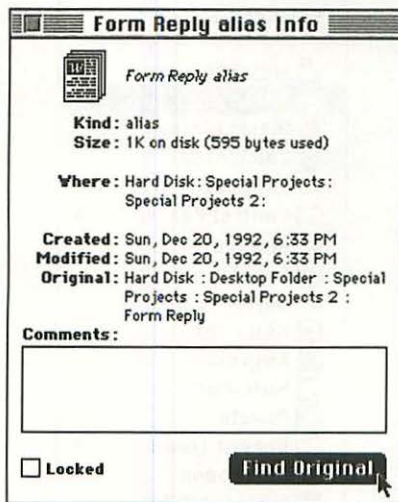 Form Reply alias Info
Form Reply alias
Kind: alias
Size: 1K on disk (595 bytes used)
Where: Hard Disk: Special Projects:
Special Projects 2:
Created: Sun, Dec 20, 1992, 6:33 PM
Modified: Sun, Dec 20, 1992, 6:33 PM
Original: Hard Disk : Desktop Folder : Special
Projects : Special Projects 2 :
Form Reply
Comments:
Locked
Find Original